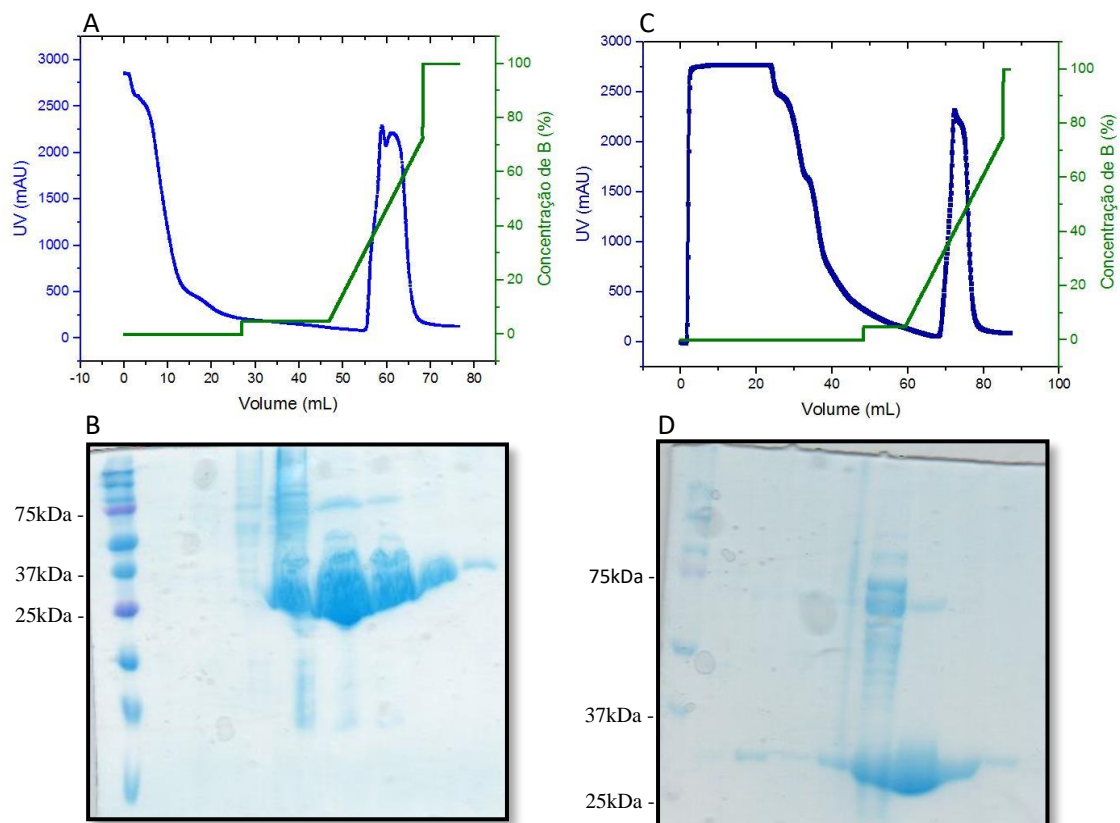 A
3000
2500
2000
1500
1000
500
0
UV (mAU)
100
80
60
40
20
0
Concentração de B (%)
-10 0 10 20 30 40 50 60 70 80
Volume (mL)
C
3000
2500
2000
1500
1000
500
0
UV (mAU)
100
80
60
40
20
0
Concentração de B (%)
0 20 40 60 80 100
Volume (mL)
B
75kDa -
37kDa -
25kDa -
D
75kDa -
37kDa -
25kDa -